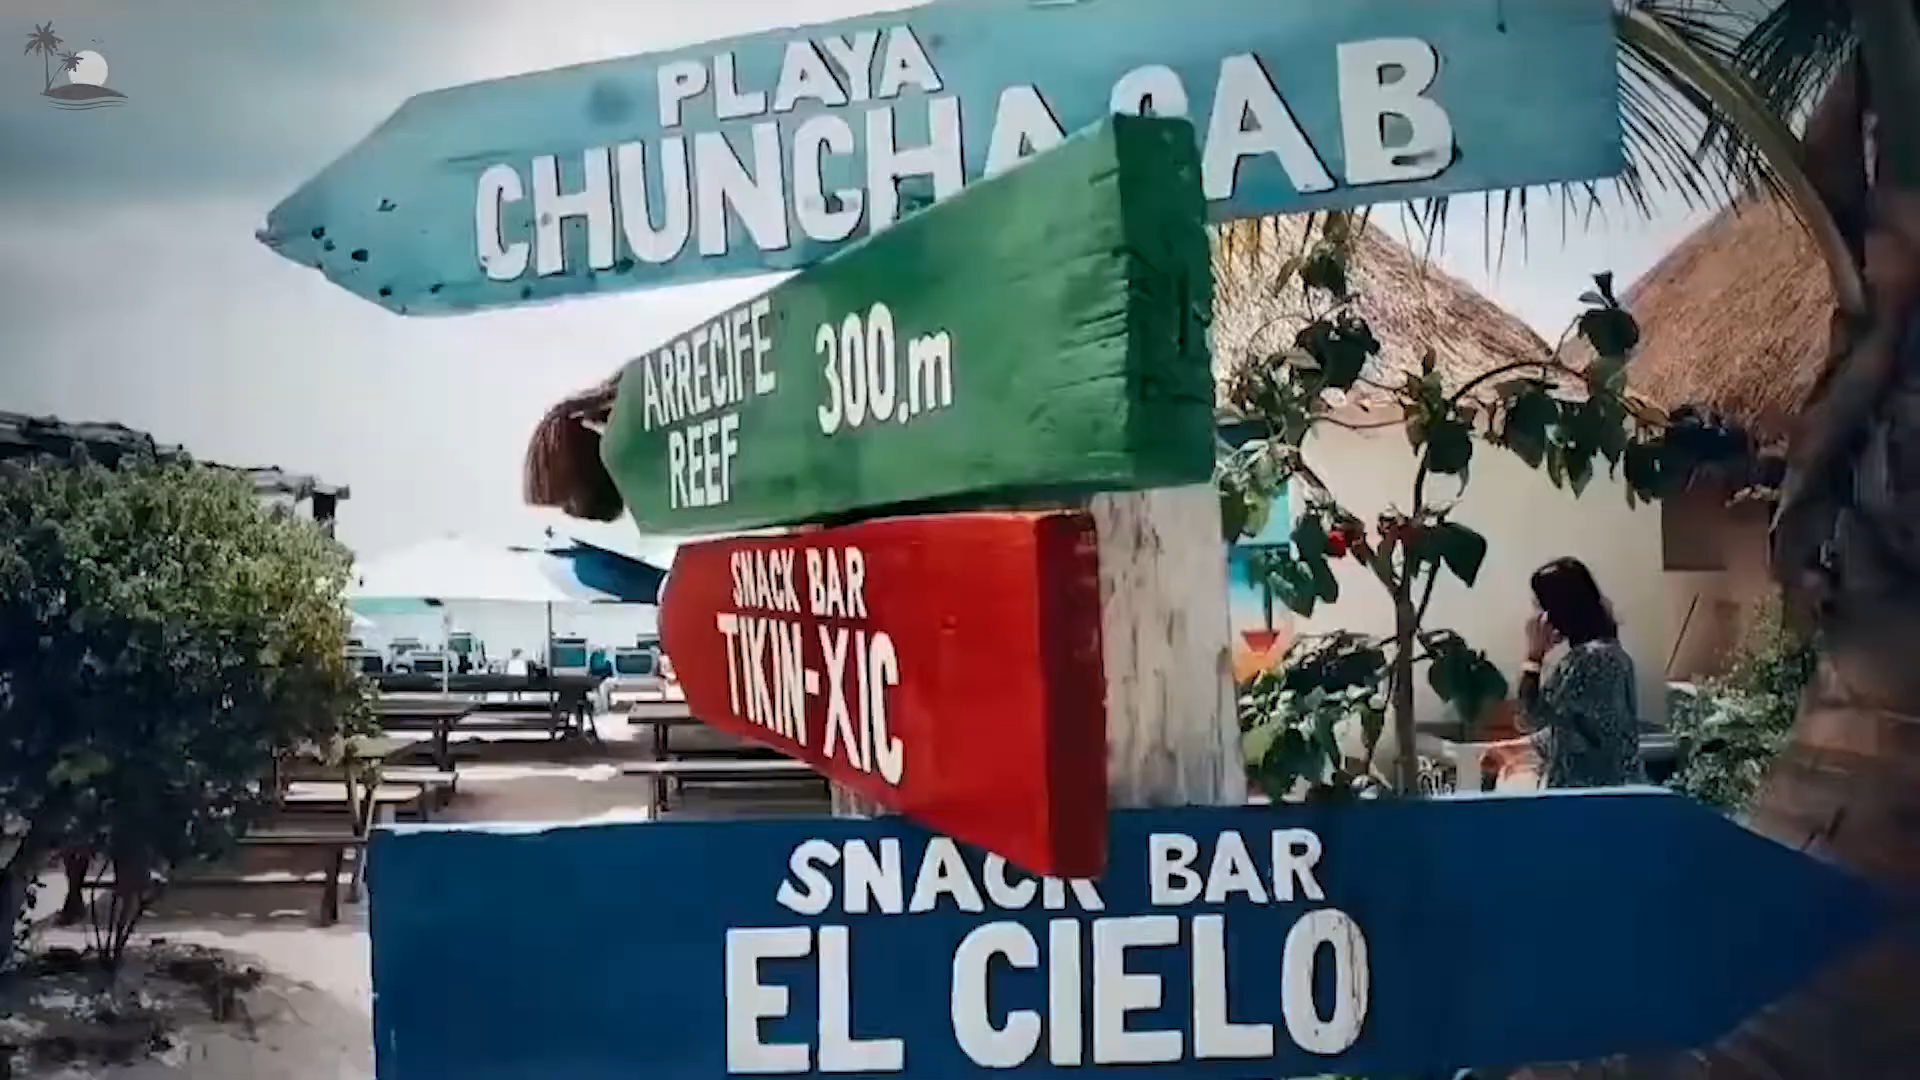 PLAYA
CHUNCHACAB
ARRECIFE
REEF
300.m
SNACK BAR
TIKIN-XIC
SNACK BAR
EL CIELO